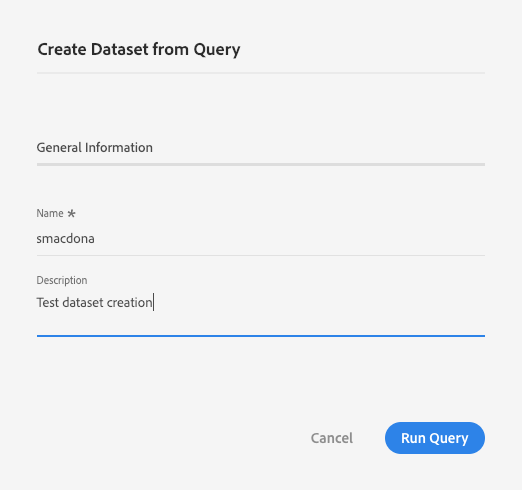 Create Dataset from Query
General Information
Name *
smacdona
Description
Test dataset creation
Cancel
Run Query